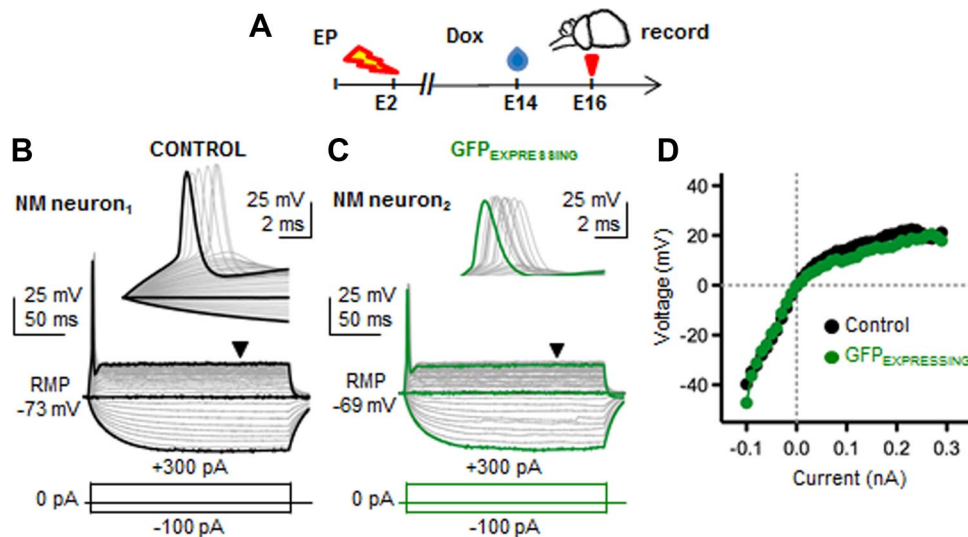 A
EP
Dox
record
E2
E14
E16
B
CONTROL
NM neuron₁
25 mV
2 ms
25 mV
50 ms
RMP
-73 mV
+300 pA
0 pA
-100 pA
C
GFPEXPRESSING
NM neuron₂
25 mV
2 ms
25 mV
50 ms
RMP
-69 mV
+300 pA
0 pA
-100 pA
D
Voltage (mV)
40
20
0
-20
-40
Control
GFPEXPRESSING
-0.1 0.0 0.1 0.2 0.3
Current (nA)